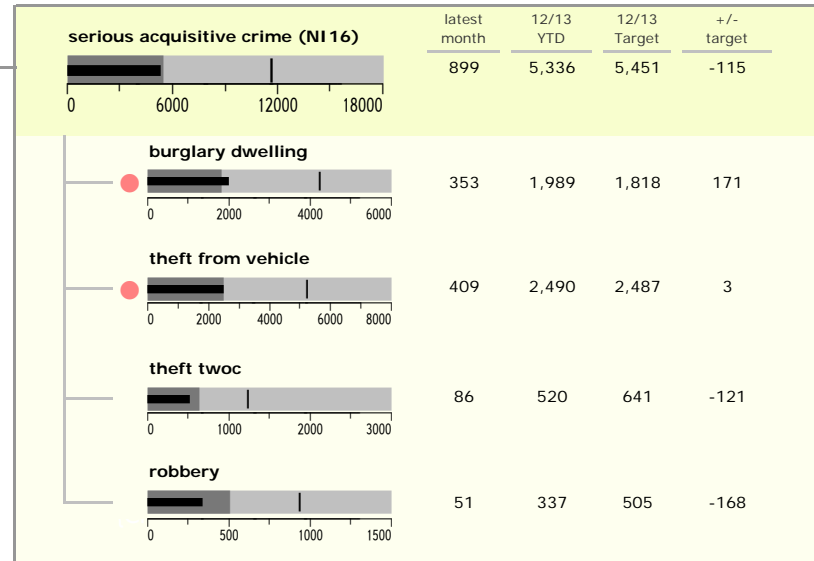 latest 12/13 12/13 +/-
serious acquisitive crime (NI16) month YTD Target target
899 5,336 5,451 -115
0 6000 12000 18000
burglary dwelling
353 1,989 1,818 171
0 2000 4000 6000
theft from vehicle
409 2,490 2,487 3
0 2000 4000 6000 8000
theft twoc
86 520 641 -121
0 1000 2000 3000
robbery
51 337 505 -168
0 500 1000 1500